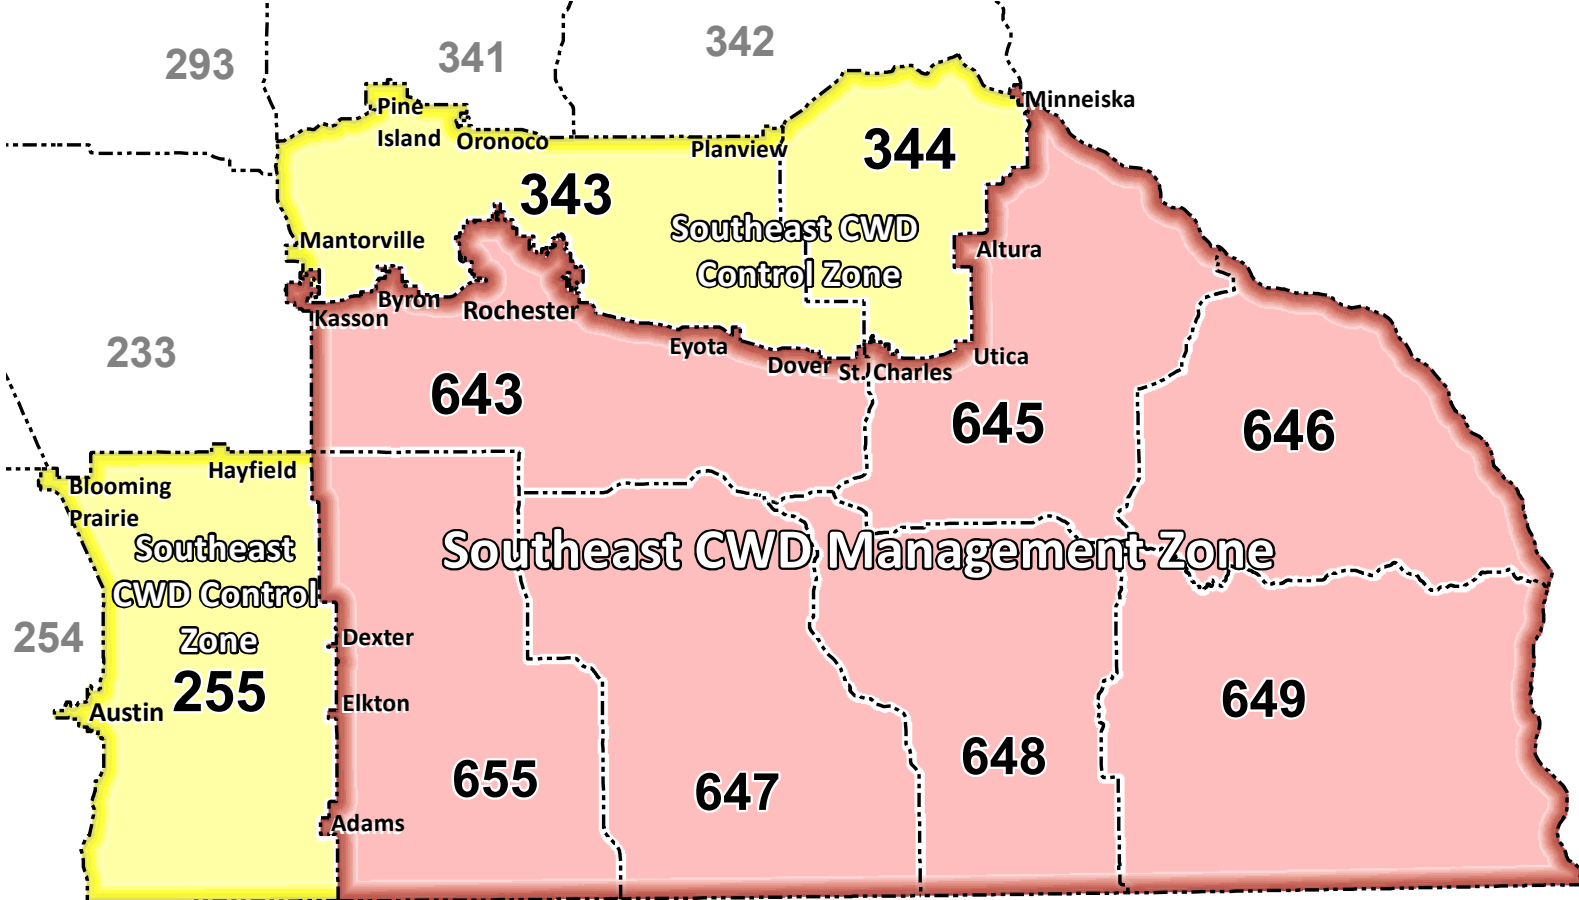 293
341
342
Pine
Island
Oronoco
Planview
344
Minneiska
343
Mantorville
Southeast CWD
Control Zone
Altura
Byron
Kasson
Rochester
Eyota
Dover
St. Charles
Utica
233
643
645
646
Hayfield
Blooming
Prairie
Southeast
CWD Control
Zone
255
Southeast CWD Management Zone
254
Dexter
Elkton
Austin
Adams
655
647
648
649